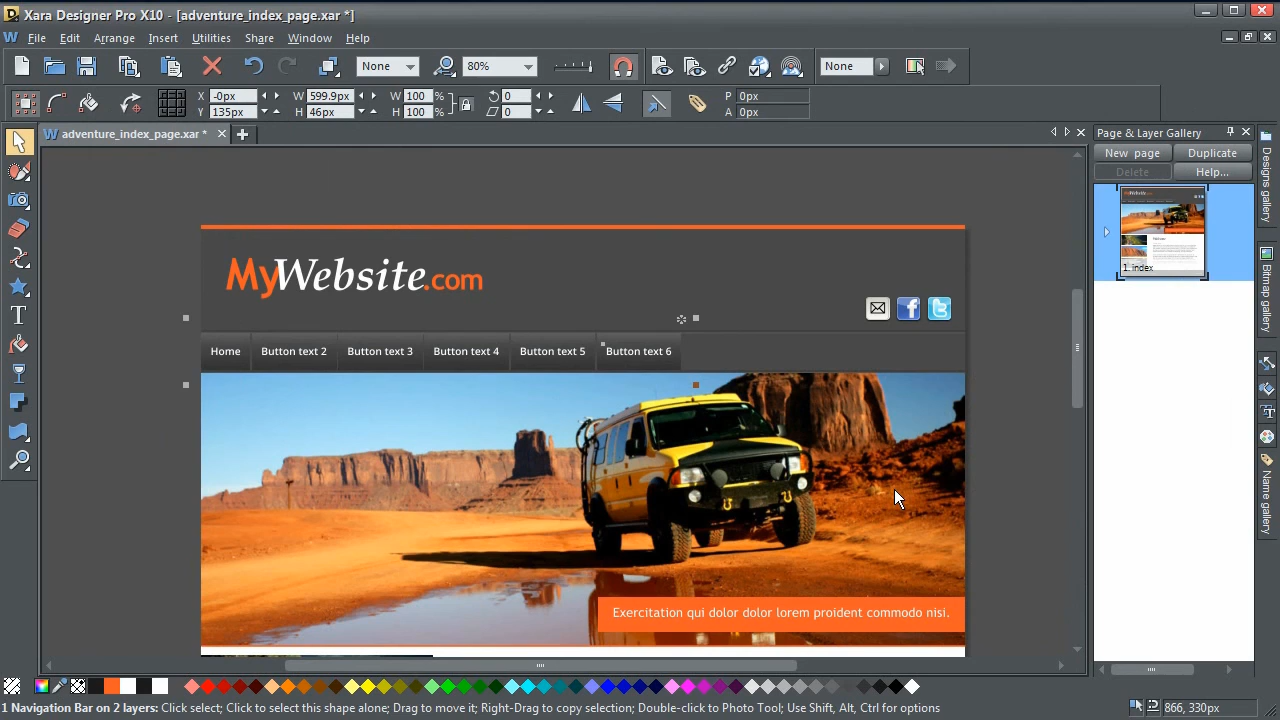 Xara Designer Pro X10 - [adventure_index_page.xar *]
File Edit Arrange Insert Utilities Share Window Help
None 80% None
X -0px W 599.9px W 100 % 0 P 0px
Y 135px H 46px H 100 % 0 A 0px
adventure_index_page.xar *
Page & Layer Gallery
New page Duplicate
Delete Help...
1. index
Designs gallery
Bitmap gallery
Name gallery
MyWebsite.com
Home Button text 2 Button text 3 Button text 4 Button text 5 Button text 6
Exercitation qui dolor dolor lorem proident commodo nisi.
1 Navigation Bar on 2 layers: Click select; Click to select this shape alone; Drag to move it; Right-Drag to copy selection; Double-click to Photo Tool; Use Shift, Alt, Ctrl for options
866, 330px